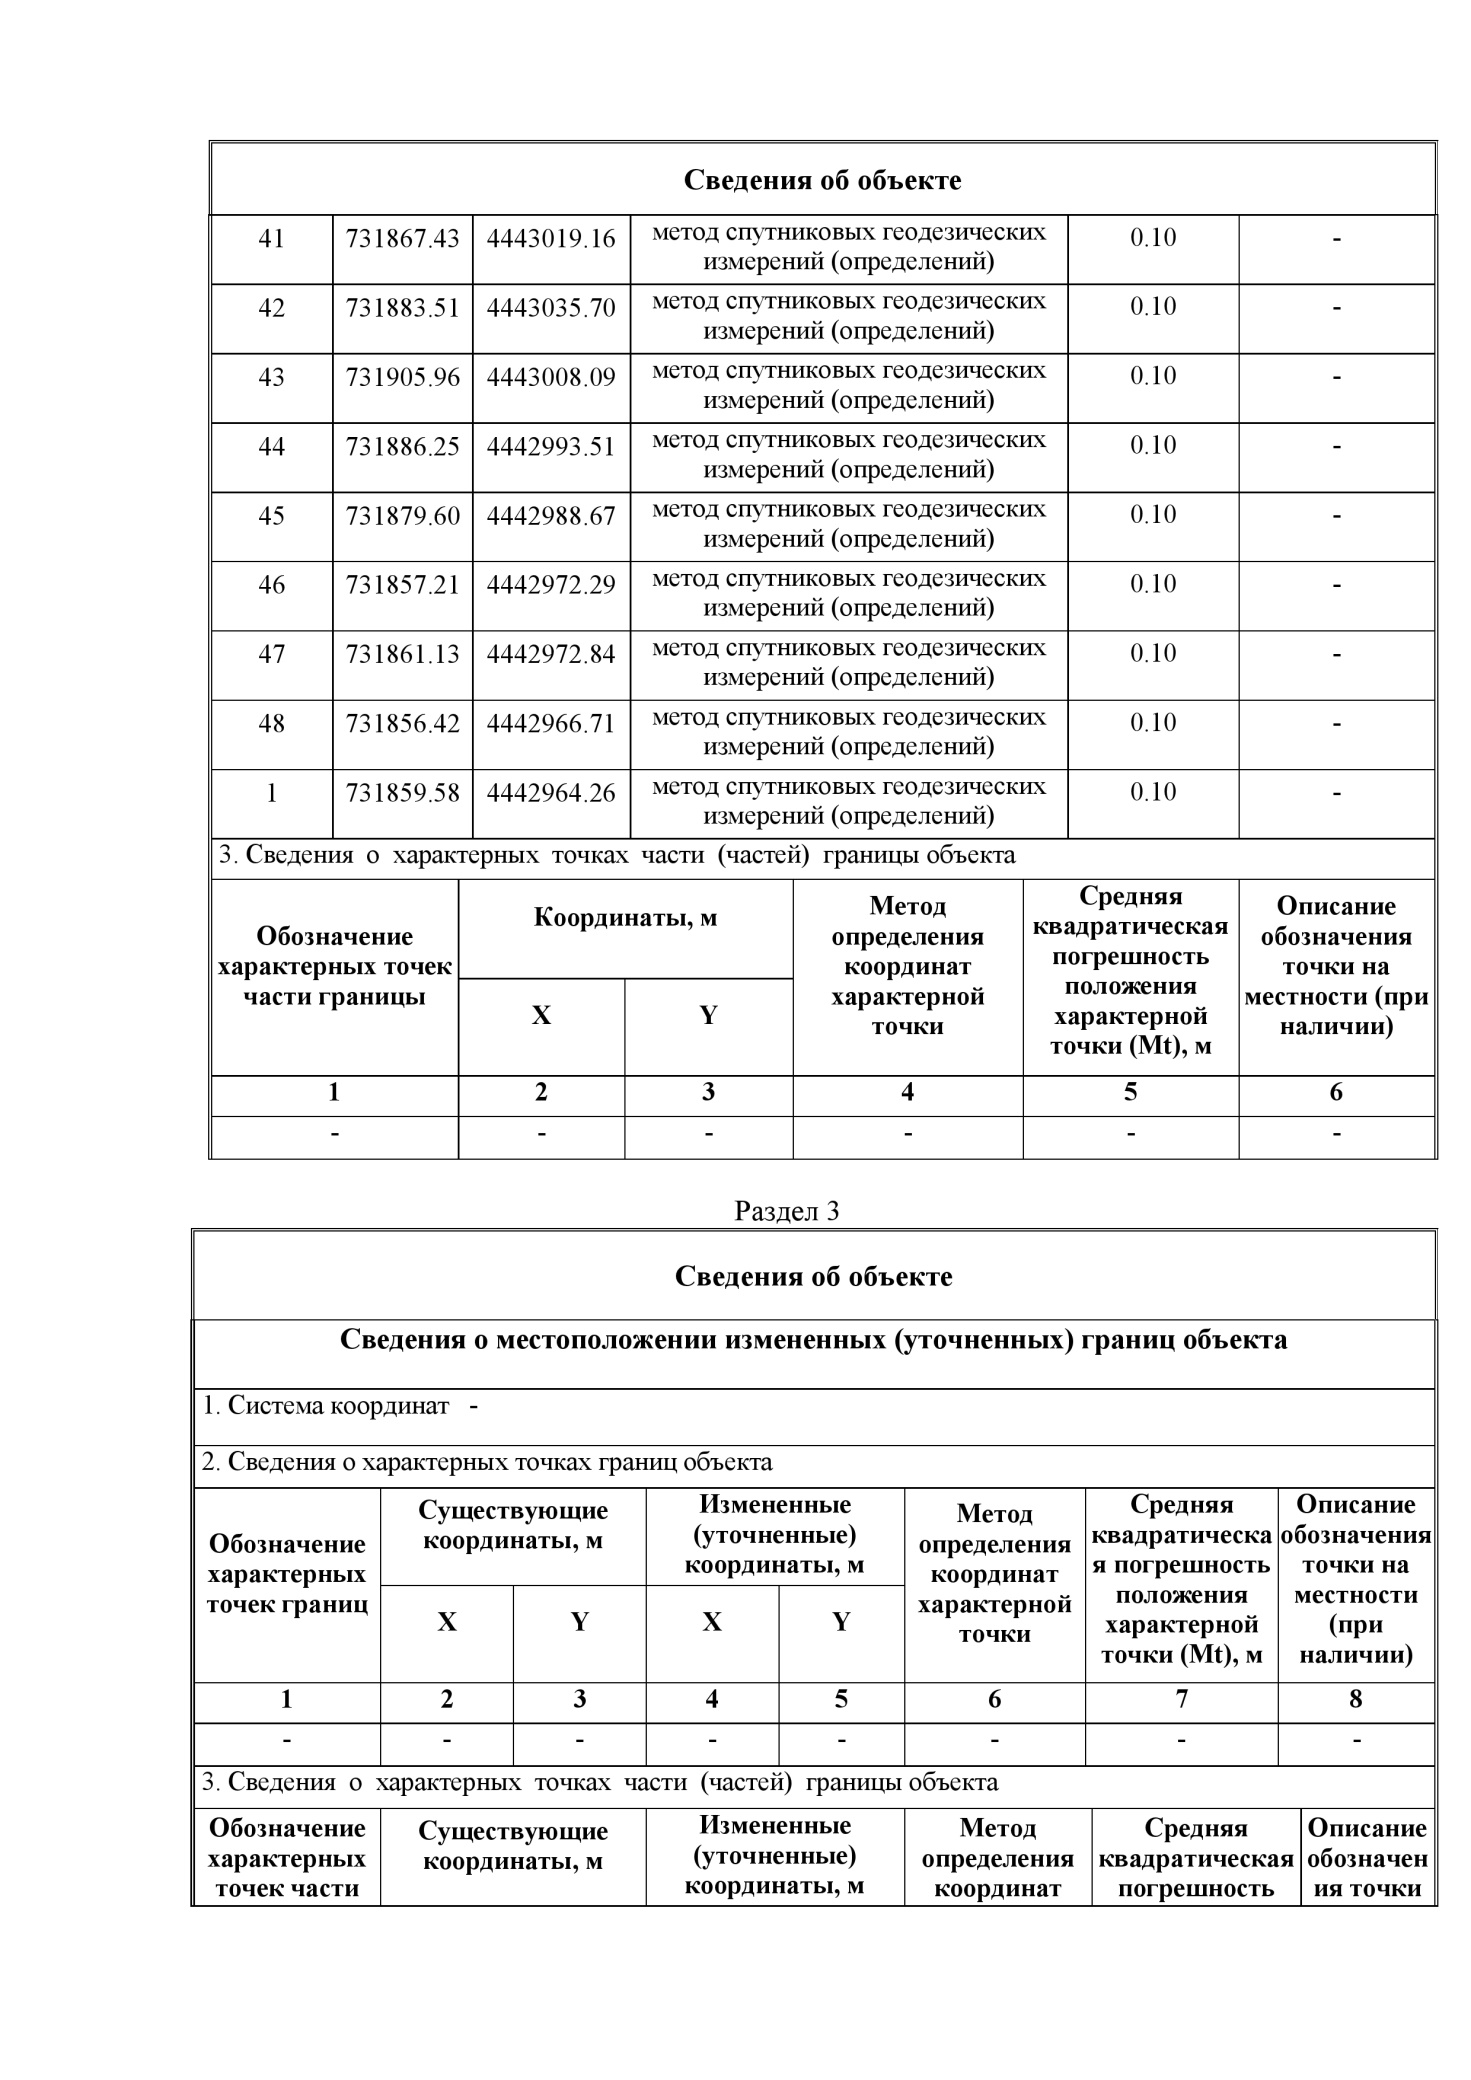 Сведения об объекте
41 731867.43 4443019.16 метод спутниковых геодезических измерений (определений) 0.10 -
42 731883.51 4443035.70 метод спутниковых геодезических измерений (определений) 0.10 -
43 731905.96 4443008.09 метод спутниковых геодезических измерений (определений) 0.10 -
44 731886.25 4442993.51 метод спутниковых геодезических измерений (определений) 0.10 -
45 731879.60 4442988.67 метод спутниковых геодезических измерений (определений) 0.10 -
46 731857.21 4442972.29 метод спутниковых геодезических измерений (определений) 0.10 -
47 731861.13 4442972.84 метод спутниковых геодезических измерений (определений) 0.10 -
48 731856.42 4442966.71 метод спутниковых геодезических измерений (определений) 0.10 -
1 731859.58 4442964.26 метод спутниковых геодезических измерений (определений) 0.10 -
3. Сведения о характерных точках части (частей) границы объекта
Обозначение
характерных точек
части границы
Координаты, м
X Y
Метод
определения
координат
характерной
точки
Средняя
квадратическая
погрешность
положения
характерной
точки (Mt), м
Описание
обозначения
точки на
местности (при
наличии)
1 2 3 4 5 6
- - - - - -
Раздел 3
Сведения об объекте
Сведения о местоположении измененных (уточненных) границ объекта
1. Система координат -
2. Сведения о характерных точках границ объекта
Обозначение
характерных
точек границ
Существующие
координаты, м
X Y
Измененные
(уточненные)
координаты, м
X Y
Метод
определения
координат
характерной
точки
Средняя
квадратическа
я погрешность
положения
характерной
точки (Mt), м
Описание
обозначения
точки на
местности
(при
наличии)
1 2 3 4 5 6 7 8
- - - - - - - -
3. Сведения о характерных точках части (частей) границы объекта
Обозначение
характерных
точек части
Существующие
координаты, м
Измененные
(уточненные)
координаты, м
Метод
определения
координат
Средняя
квадратическая
погрешность
Описание
обозначен
ия точки